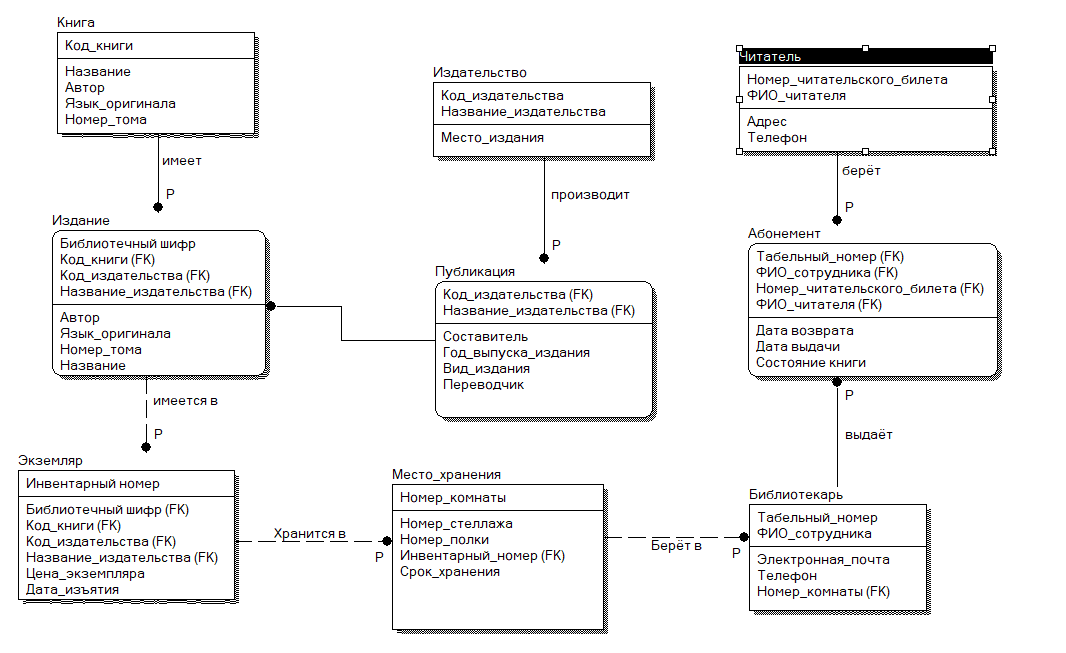 Книга
Код_книги
Название
Автор
Язык_оригинала
Номер_тома
имеет
P
Издательство
Код_издательства
Название_издательства
Место_издания
производит
P
Читатель
Номер_читательского_билета
ФИО_читателя
Адрес
Телефон
берёт
P
Издание
Библиотечный шифр
Код_книги (FK)
Код_издательства (FK)
Название_издательства (FK)
Автор
Язык_оригинала
Номер_тома
Название
имеется в
P
Публикация
Код_издательства (FK)
Название_издательства (FK)
Составитель
Год_выпуска_издания
Вид_издания
Переводчик
Абонемент
Табельный_номер (FK)
ФИО_сотрудника (FK)
Номер_читательского_билета (FK)
ФИО_читателя (FK)
Дата возврата
Дата выдачи
Состояние книги
P
выдаёт
Экземляр
Инвентарный номер
Библиотечный шифр (FK)
Код_книги (FK)
Код_издательства (FK)
Название_издательства (FK)
Цена_экземпляра
Дата_изъятия
Хранится в
P
Место_хранения
Номер_комнаты
Номер_стеллажа
Номер_полки
Инвентарный_номер (FK)
Срок_хранения
Берёт в
P
Библиотекарь
Табельный_номер
ФИО_сотрудника
Электронная_почта
Телефон
Номер_комнаты (FK)